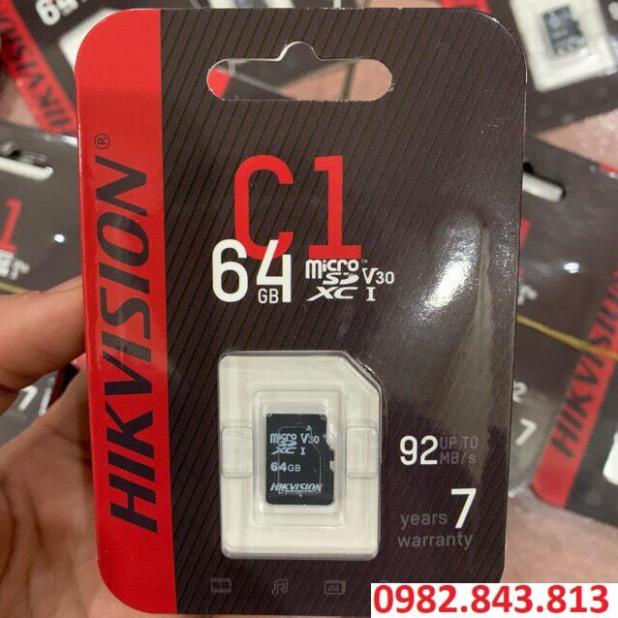 HIKVISION®
C1
64 GB micro SD XC™ I V30
micro SD XC I V30
64GB
HIKVISION
92 UP TO MB/s
years 7
warranty
0982.843.813